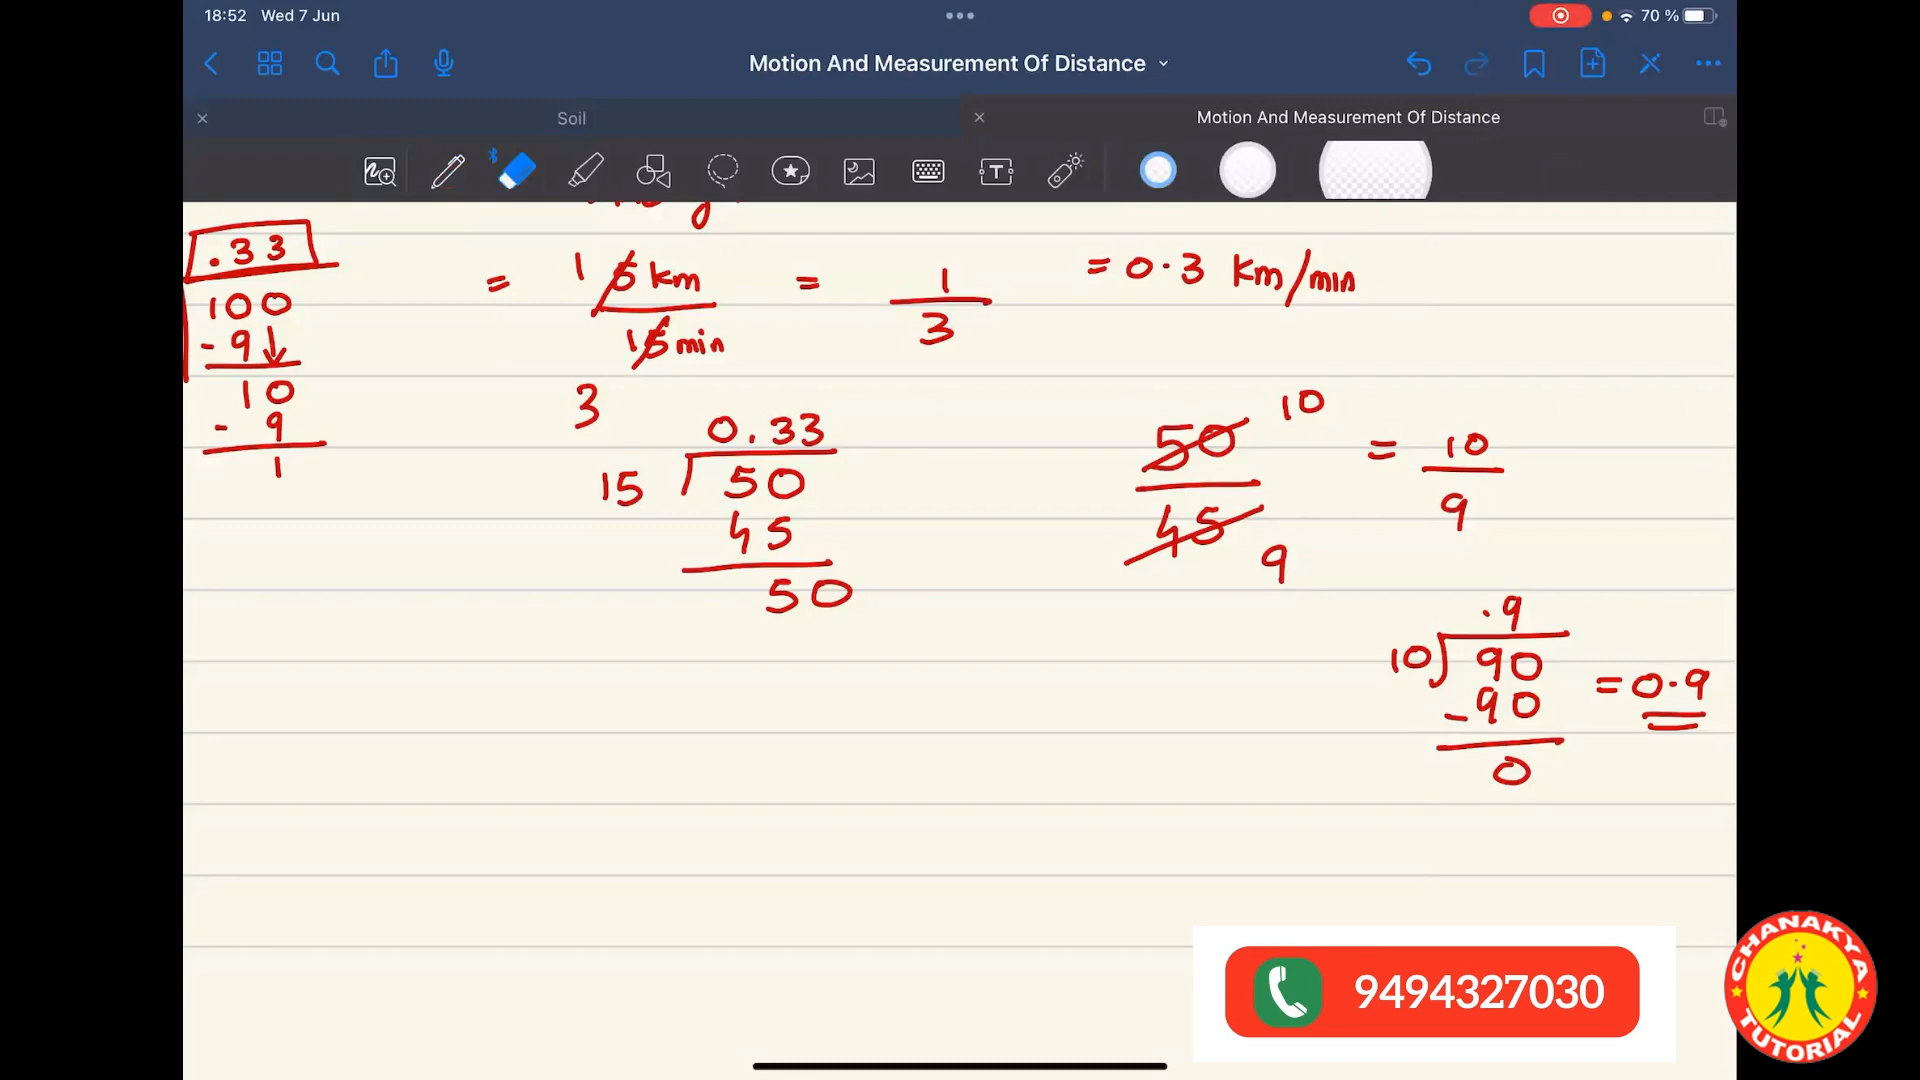 18:52 Wed 7 Jun
70 %
Motion And Measurement Of Distance
Soil
Motion And Measurement Of Distance
T
.33
100
- 9
10
- 9
1
= 1 5 km / 15 min = 1/3 = 0.3 Km/min
3
0.33
15 50
45
50
50 10 / 45 9 = 10/9
.9
10) 90 = 0.9
-90
0
9494327030
CHANAKYA
TUTORIAL